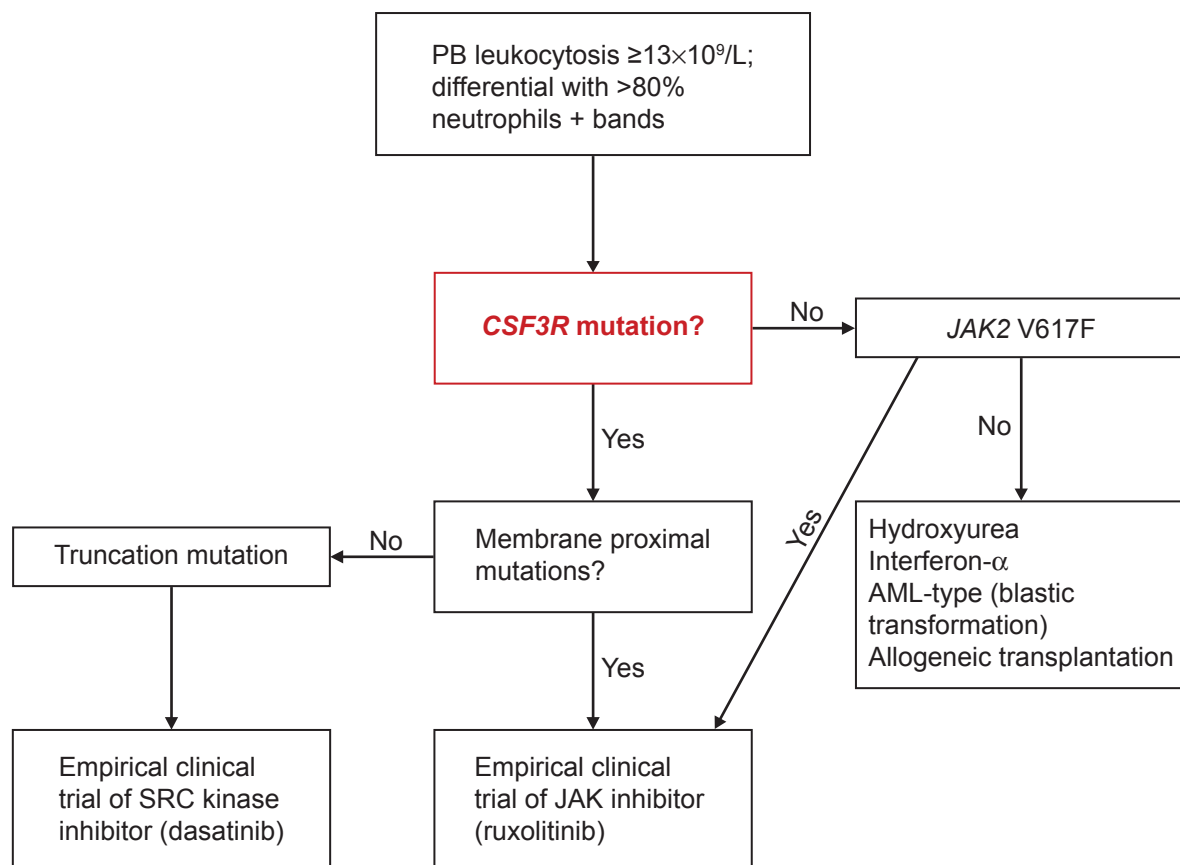 PB leukocytosis ≥13×10⁹/L;
differential with >80%
neutrophils + bands
CSF3R mutation?
No
JAK2 V617F
Yes
No
Yes
Truncation mutation
No
Membrane proximal
mutations?
Hydroxyurea
Interferon-α
AML-type (blastic
transformation)
Allogeneic transplantation
Yes
Empirical clinical
trial of SRC kinase
inhibitor (dasatinib)
Empirical clinical
trial of JAK inhibitor
(ruxolitinib)